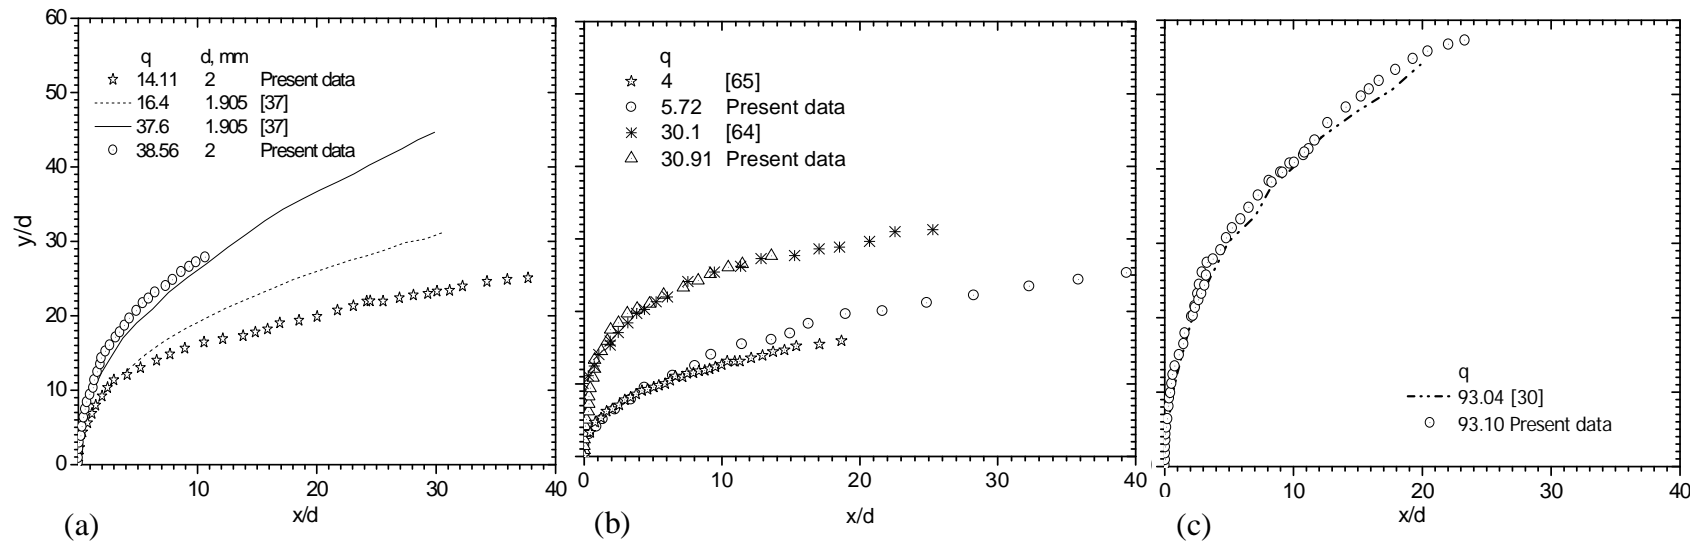 60
50
40
30
20
10
0
y/d
q d, mm
14.11 2 Present data
16.4 1.905 [37]
37.6 1.905 [37]
38.56 2 Present data
10 20 30 40
x/d
(a)
q
4 [65]
5.72 Present data
30.1 [64]
30.91 Present data
0 10 20 30 40
x/d
(b)
q
93.04 [30]
93.10 Present data
0 10 20 30 40
x/d
(c)